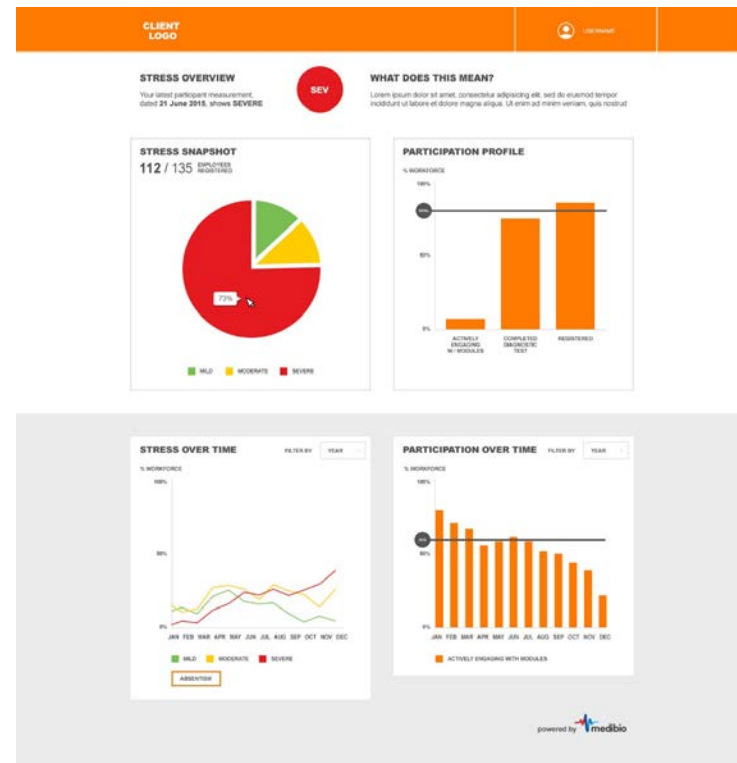 CLIENT
LOGO
USERNAME
STRESS OVERVIEW
Your latest participant measurement,
dated 21 June 2015, shows SEVERE
SEV
WHAT DOES THIS MEAN?
Lorem ipsum dolor sit amet, consectetur adipisicing elit, sed do eiusmod tempor
incididunt ut labore et dolore magna aliqua. Ut enim ad minim veniam, quis nostrud
STRESS SNAPSHOT
112 / 135 EMPLOYEES
REGISTERED
73%
MILD MODERATE SEVERE
PARTICIPATION PROFILE
% WORKFORCE
100%
50%
0%
ACTIVELY
ENGAGING
W/ MODULES
COMPLETED
DIAGNOSTIC
TEST
REGISTERED
STRESS OVER TIME
FILTER BY YEAR
% WORKFORCE
100%
50%
0%
JAN FEB MAR APR MAY JUN JUL AUG SEP OCT NOV DEC
MILD MODERATE SEVERE
ABSENTISM
PARTICIPATION OVER TIME
FILTER BY YEAR
% WORKFORCE
100%
50%
0%
JAN FEB MAR APR MAY JUN JUL AUG SEP OCT NOV DEC
ACTIVELY ENGAGING WITH MODULES
powered by medibio